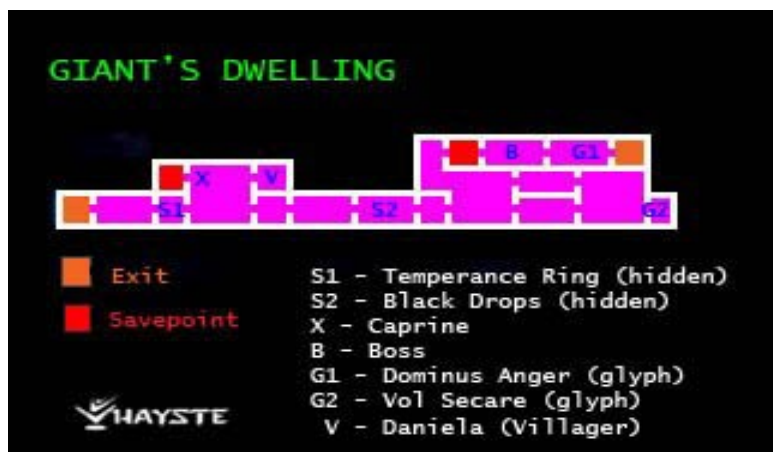 GIANT'S DWELLING
B G1
X V
S1 S2 G2
Exit
Savepoint
S1 - Temperance Ring (hidden)
S2 - Black Drops (hidden)
X - Caprine
B - Boss
G1 - Dominus Anger (glyph)
G2 - Vol Secare (glyph)
V - Daniela (Villager)
HAYSTE